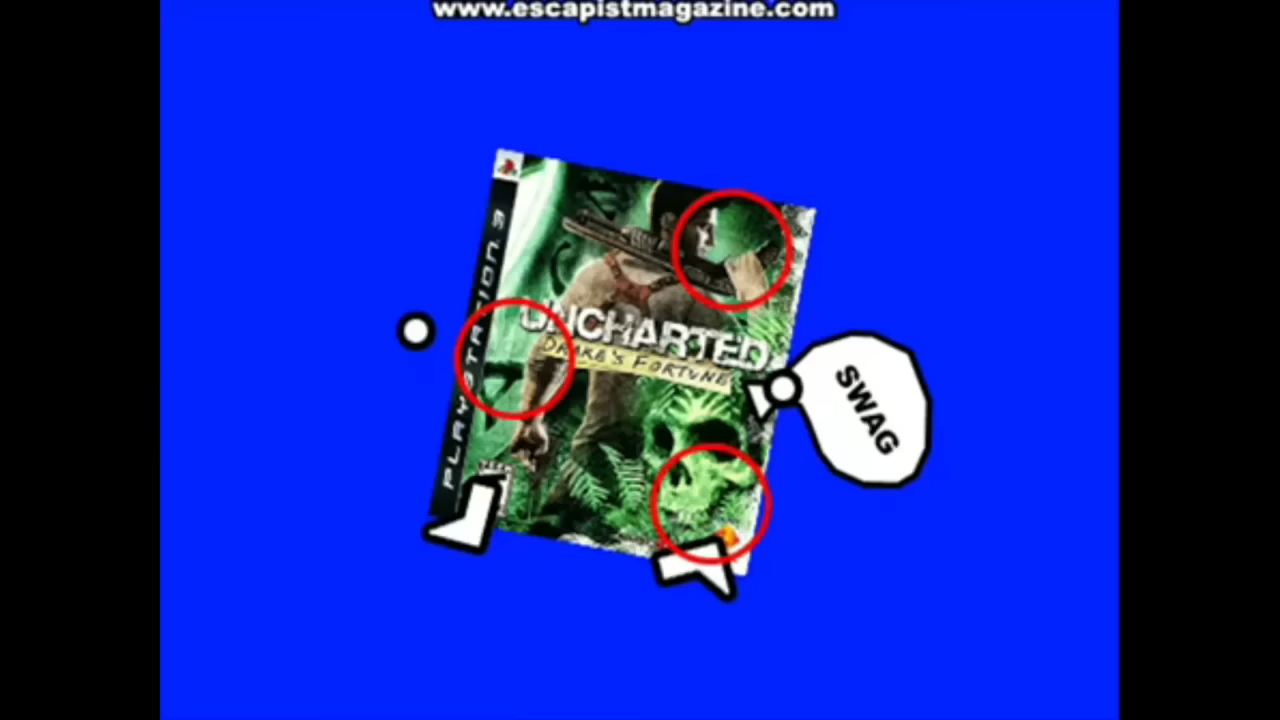 www.escapistmagazine.com
PLAYSTATION 3
UNCHARTED
DRAKE'S FORTUNE
SWAG